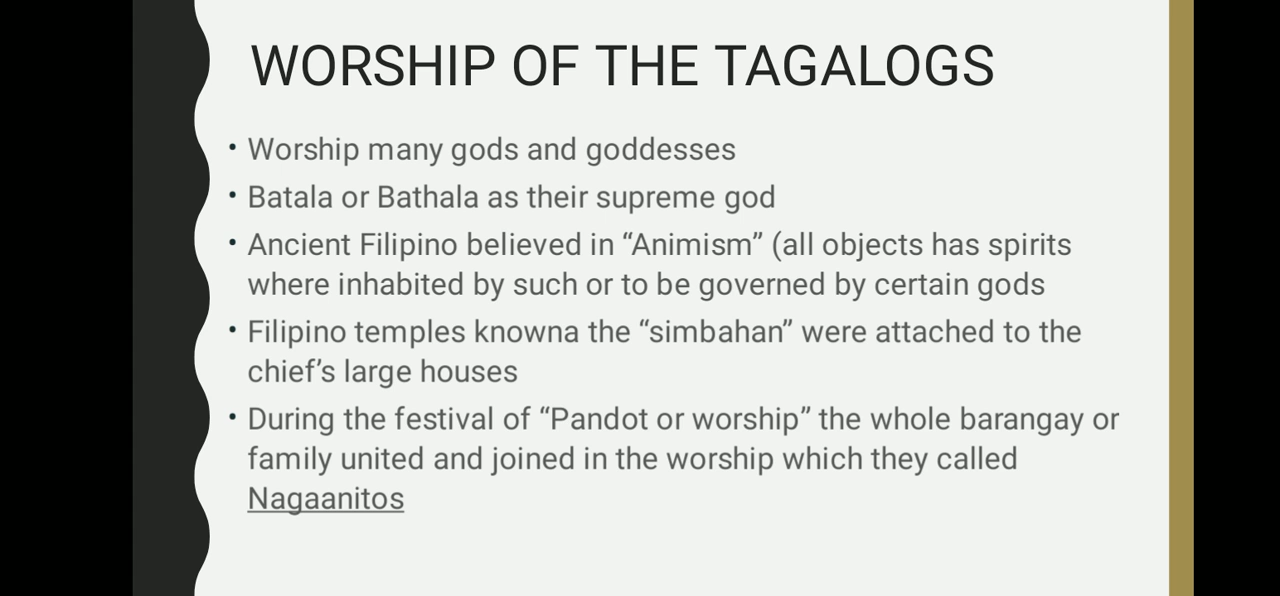 WORSHIP OF THE TAGALOGS
• Worship many gods and goddesses
• Batala or Bathala as their supreme god
• Ancient Filipino believed in “Animism” (all objects has spirits
where inhabited by such or to be governed by certain gods
• Filipino temples knowna the “simbahan” were attached to the
chief’s large houses
• During the festival of “Pandot or worship” the whole barangay or
family united and joined in the worship which they called
Nagaanitos